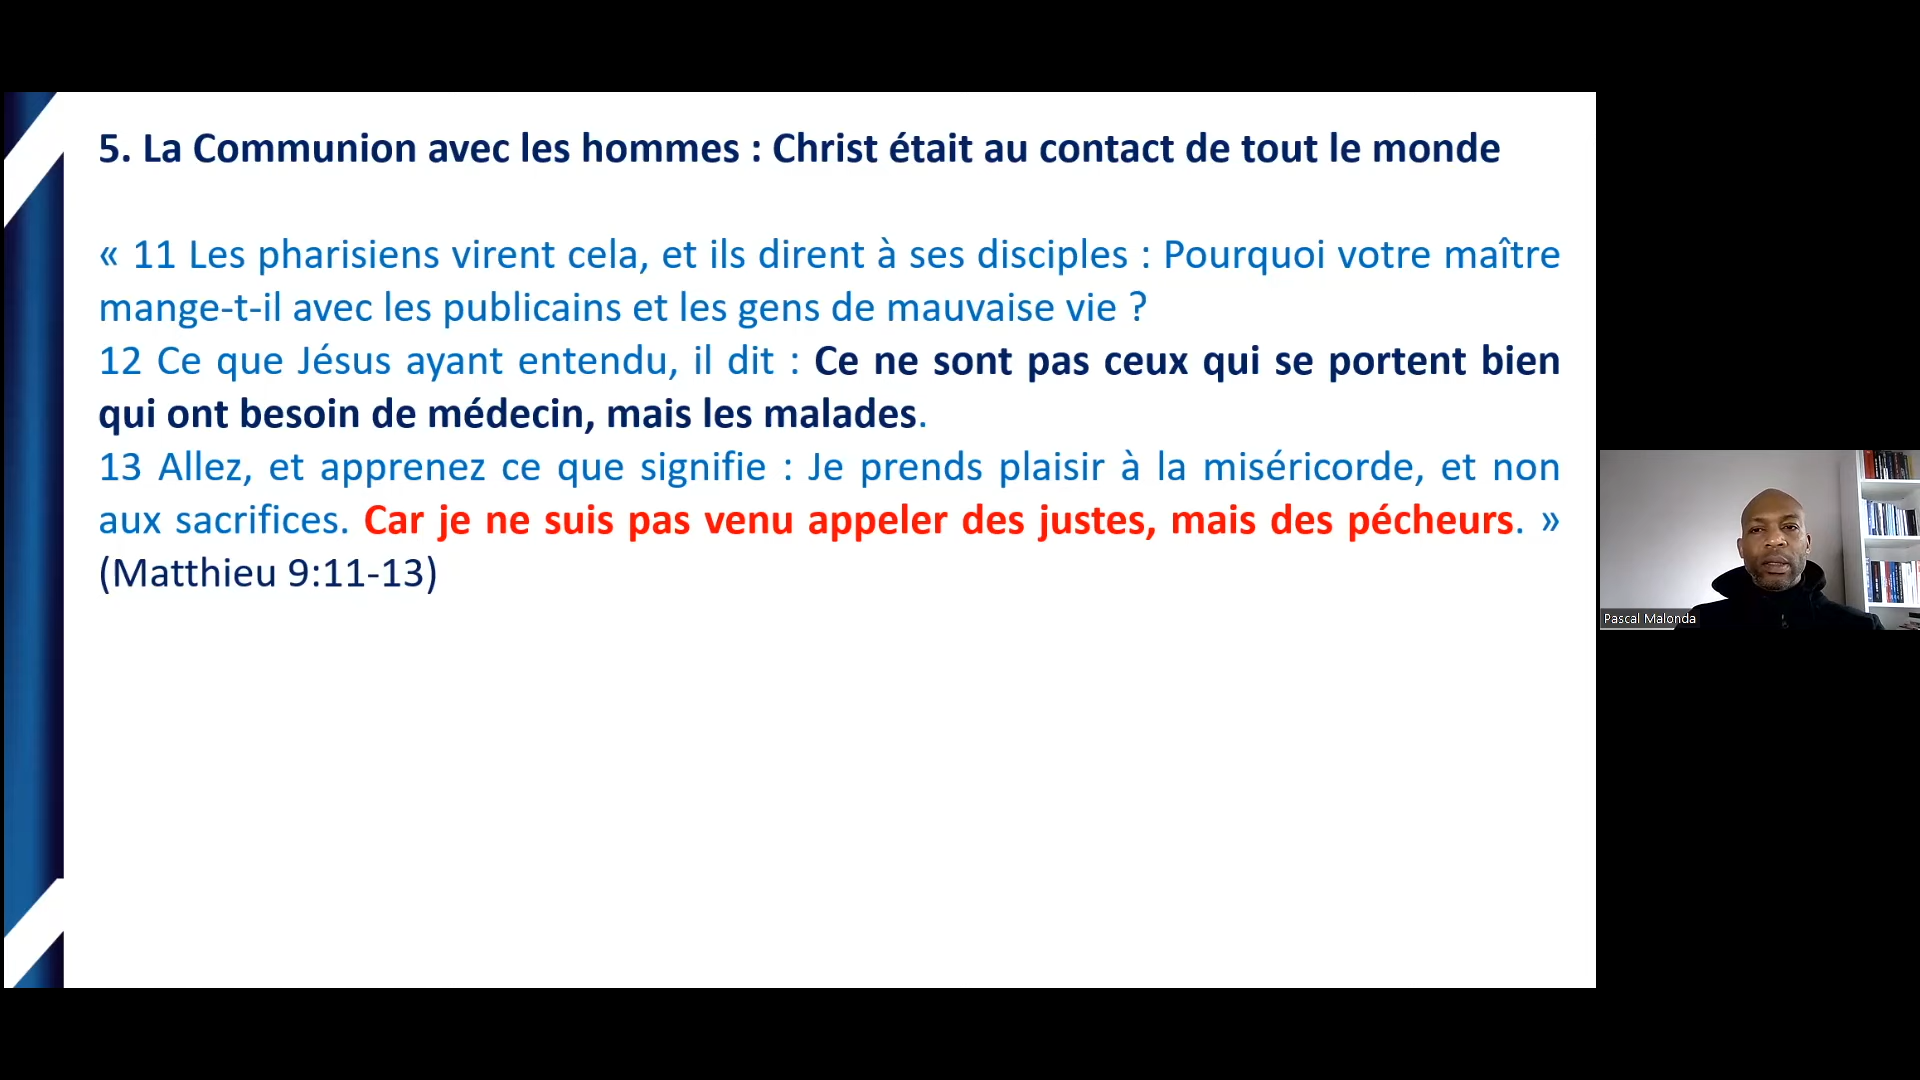 5. La Communion avec les hommes : Christ était au contact de tout le monde
« 11 Les pharisiens virent cela, et ils dirent à ses disciples : Pourquoi votre maître
mange-t-il avec les publicains et les gens de mauvaise vie ?
12 Ce que Jésus ayant entendu, il dit : Ce ne sont pas ceux qui se portent bien
qui ont besoin de médecin, mais les malades.
13 Allez, et apprenez ce que signifie : Je prends plaisir à la miséricorde, et non
aux sacrifices. Car je ne suis pas venu appeler des justes, mais des pécheurs. »
(Matthieu 9:11-13)
Pascal Malonda